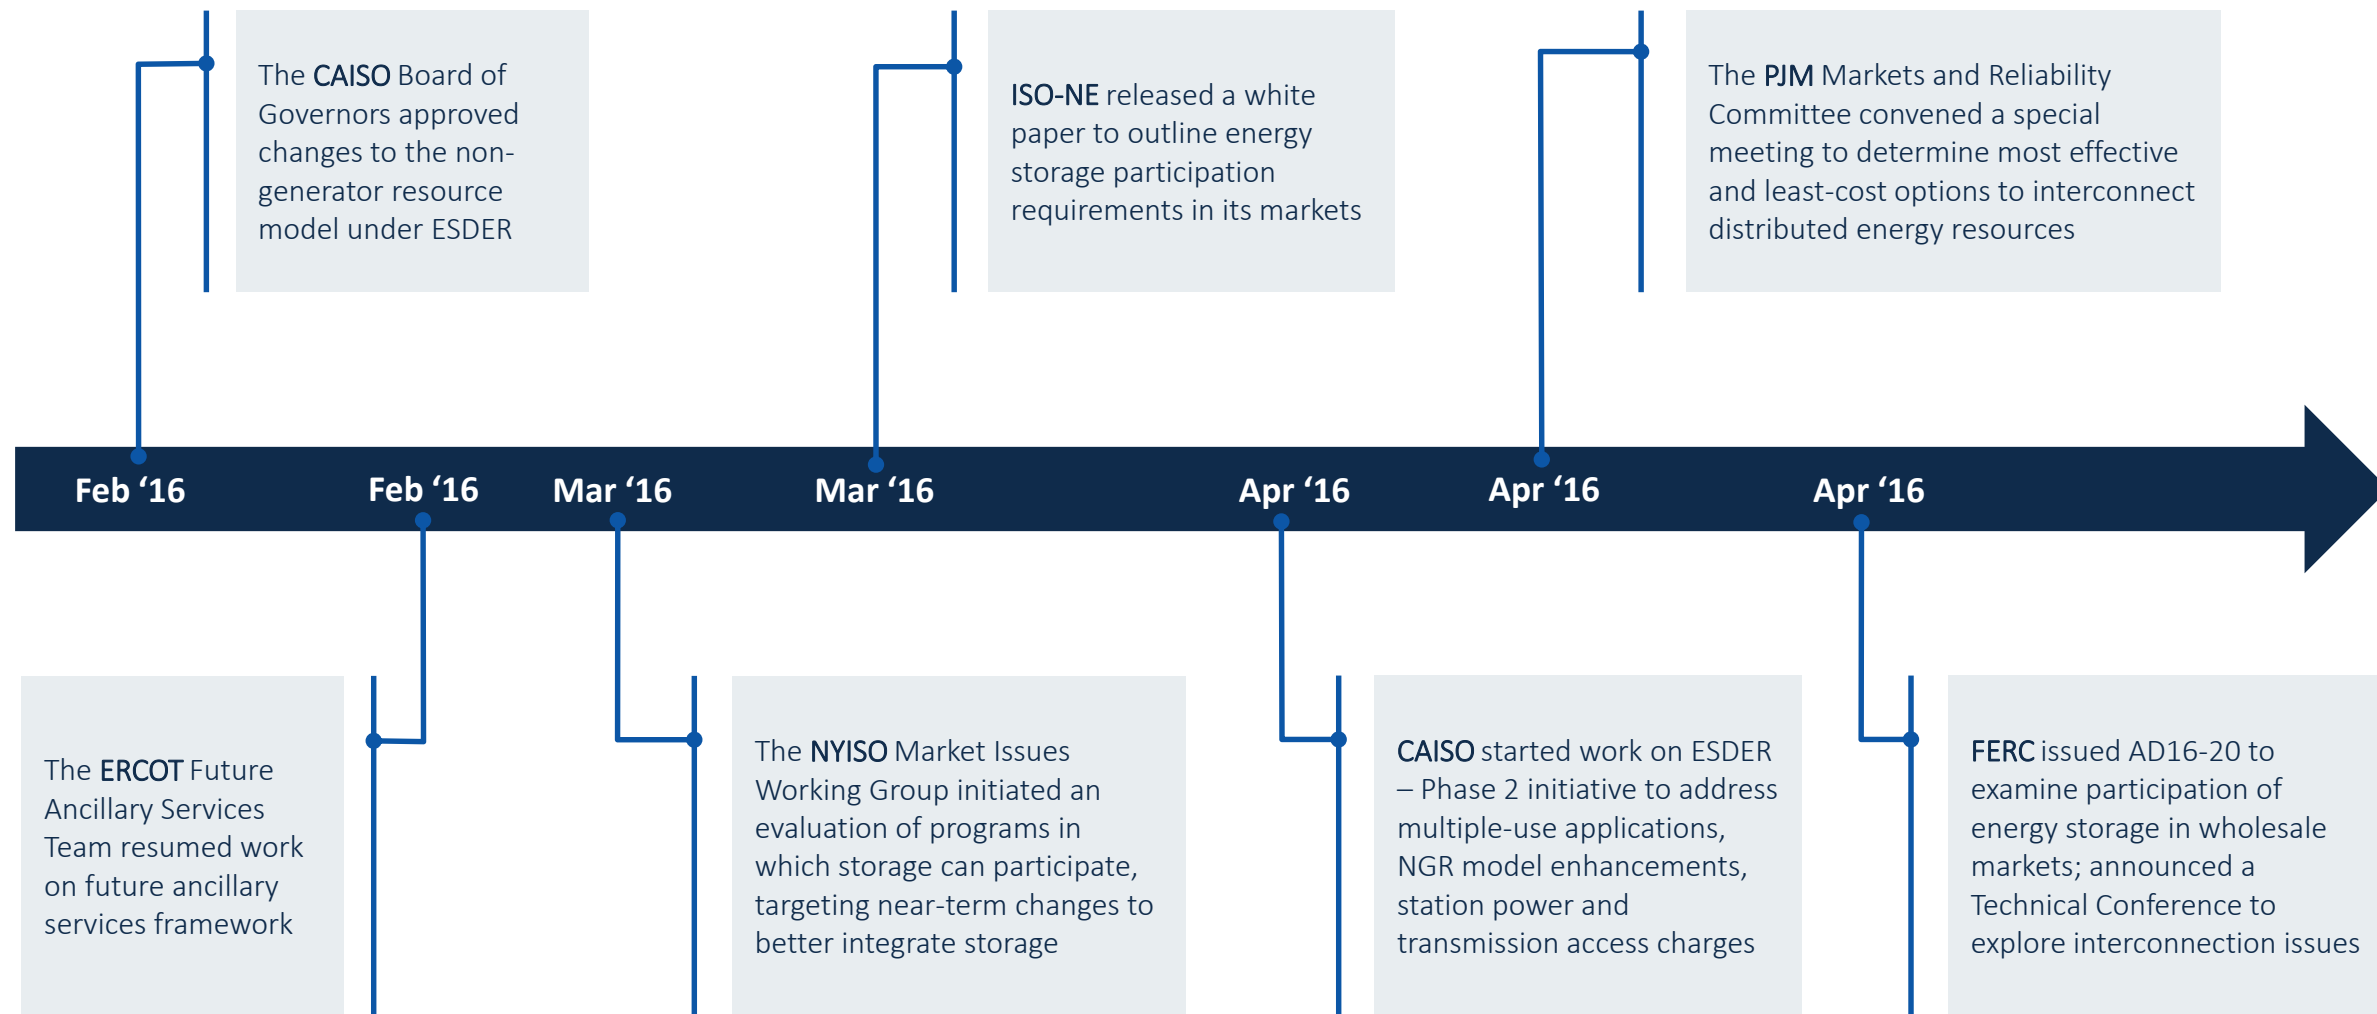 The CAISO Board of
Governors approved
changes to the non-
generator resource
model under ESDER
ISO-NE released a white
paper to outline energy
storage participation
requirements in its markets
The PJM Markets and Reliability
Committee convened a special
meeting to determine most effective
and least-cost options to interconnect
distributed energy resources
Feb ‘16
Feb ‘16
Mar ‘16
Mar ‘16
Apr ‘16
Apr ‘16
Apr ‘16
The ERCOT Future
Ancillary Services
Team resumed work
on future ancillary
services framework
The NYISO Market Issues
Working Group initiated an
evaluation of programs in
which storage can participate,
targeting near-term changes to
better integrate storage
CAISO started work on ESDER
– Phase 2 initiative to address
multiple-use applications,
NGR model enhancements,
station power and
transmission access charges
FERC issued AD16-20 to
examine participation of
energy storage in wholesale
markets; announced a
Technical Conference to
explore interconnection issues